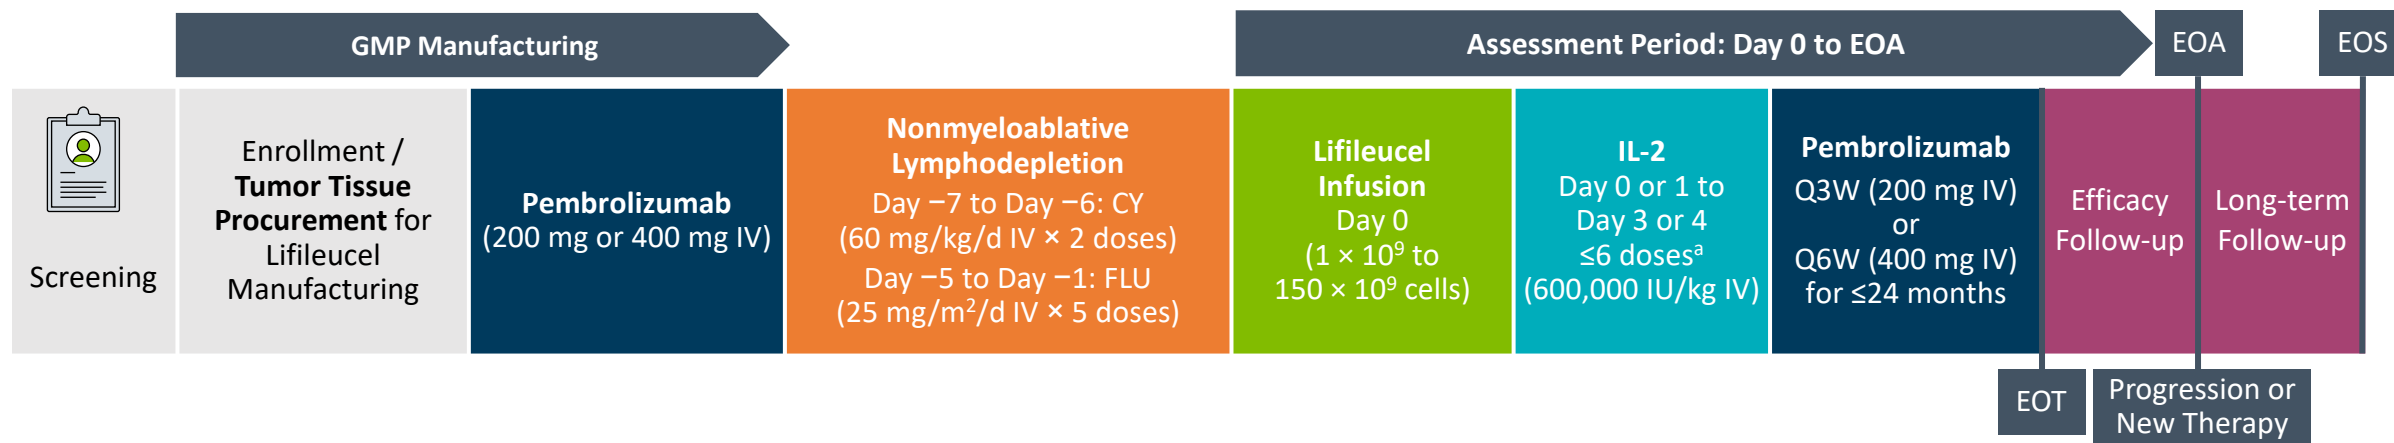 GMP Manufacturing
Assessment Period: Day 0 to EOA
EOA
EOS
Screening
Enrollment /
Tumor Tissue
Procurement for
Lifileucel
Manufacturing
Pembrolizumab
(200 mg or 400 mg IV)
Nonmyeloablative
Lymphodepletion
Day −7 to Day −6: CY
(60 mg/kg/d IV × 2 doses)
Day −5 to Day −1: FLU
(25 mg/m²/d IV × 5 doses)
Lifileucel
Infusion
Day 0
(1 × 10⁹ to
150 × 10⁹ cells)
IL-2
Day 0 or 1 to
Day 3 or 4
≤6 dosesᵃ
(600,000 IU/kg IV)
Pembrolizumab
Q3W (200 mg IV)
or
Q6W (400 mg IV)
for ≤24 months
Efficacy
Follow-up
Long-term
Follow-up
EOT
Progression or
New Therapy